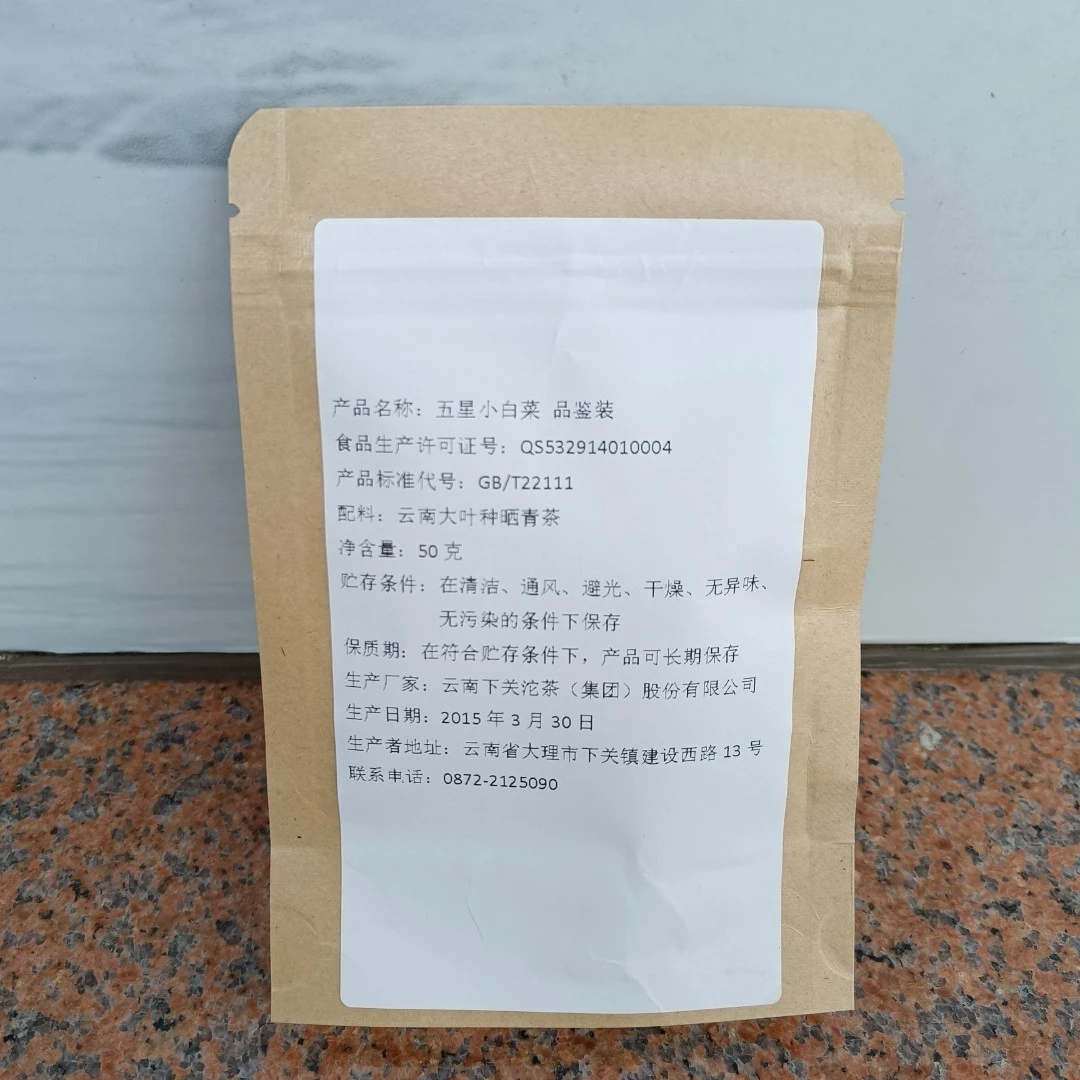 产品名称：五星小白菜 品鉴装
食品生产许可证号：QS532914010004
产品标准代号：GB/T22111
配料：云南大叶种晒青茶
净含量：50 克
贮存条件：在清洁、通风、避光、干燥、无异味、
无污染的条件下保存
保质期：在符合贮存条件下，产品可长期保存
生产厂家：云南下关沱茶（集团）股份有限公司
生产日期：2015 年 3 月 30 日
生产者地址：云南省大理市下关镇建设西路 13 号
联系电话：0872-2125090